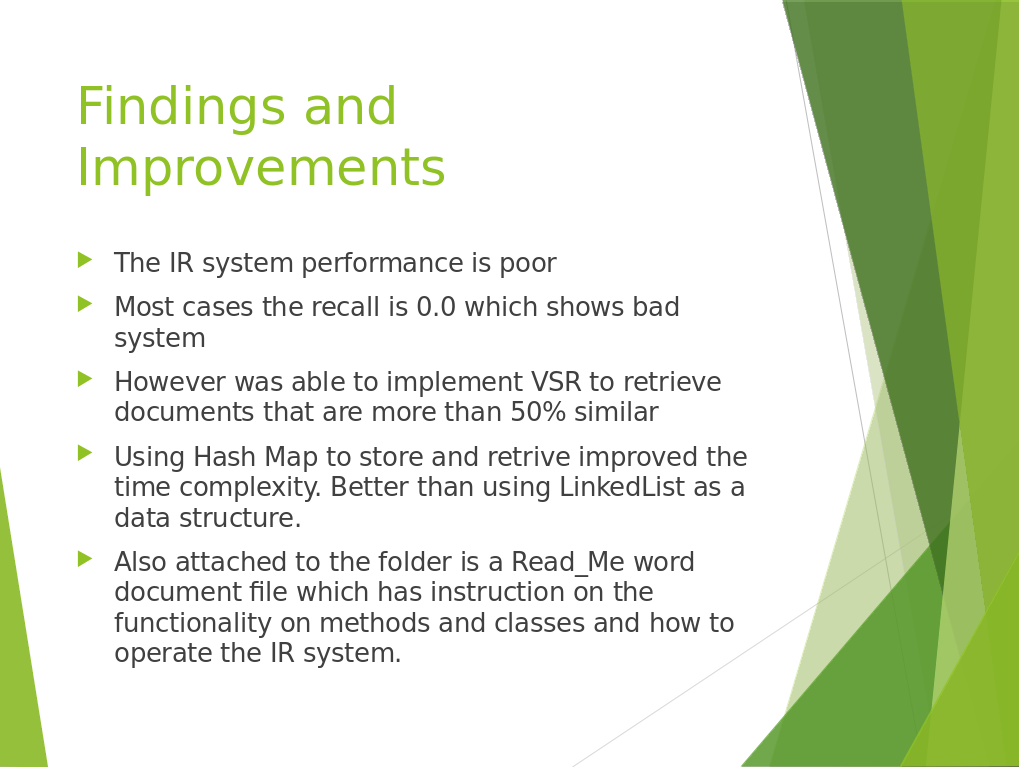 Findings and
Improvements
The IR system performance is poor
Most cases the recall is 0.0 which shows bad
system
However was able to implement VSR to retrieve
documents that are more than 50% similar
Using Hash Map to store and retrive improved the
time complexity. Better than using LinkedList as a
data structure.
Also attached to the folder is a Read_Me word
document file which has instruction on the
functionality on methods and classes and how to
operate the IR system.